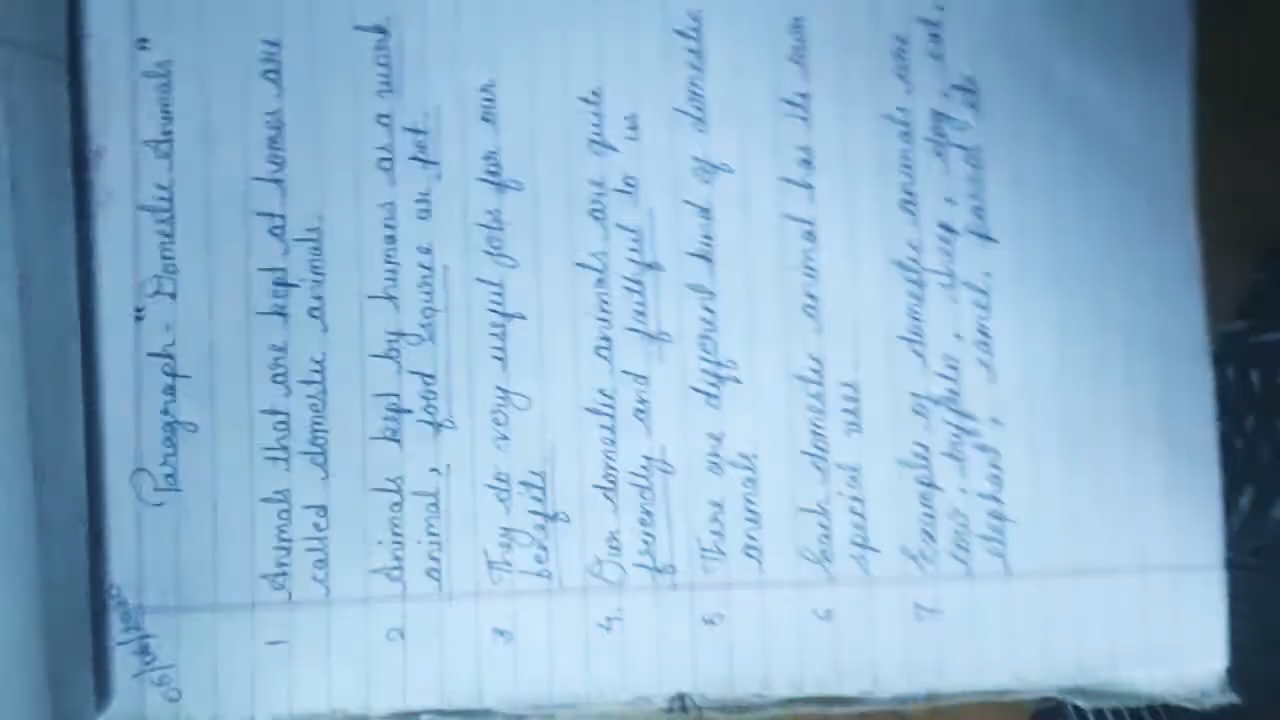 Paragraph - "Domestic Animals"
1 Animals that are kept at homes are
called domestic animals.
2 Animals kept by humans as a work
animal, food squree or pet.
3 They do very useful jobs for our
benefits
4. Our domestic animals are quite
friendly and faithful to us
5 There are different kind of domestic
animals
6 Each domestic animal has its own
special uses
7 Examples of domestic animals are
cow, buffalo, sheep, dog, cat,
elephant, camel, parrot etc